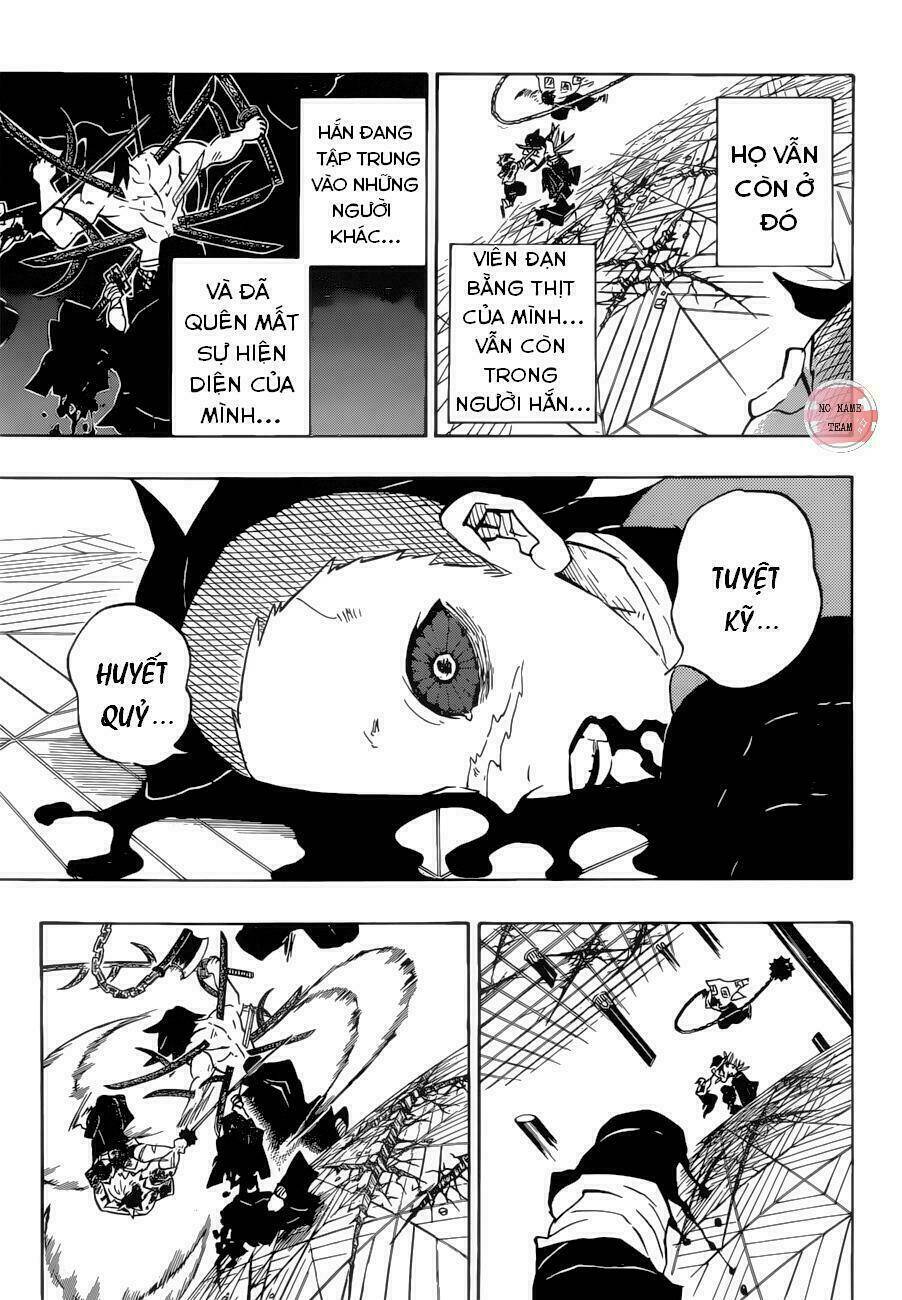 HỌ VẪN
CÒN Ở
ĐÓ
VIÊN ĐẠN
BẰNG THỊT
CỦA MÌNH...
VẪN CÒN
TRONG
NGƯỜI HẮN...
HẮN ĐANG
TẬP TRUNG
VÀO NHỮNG
NGƯỜI
KHÁC...
VÀ ĐÃ
QUÊN MẤT
SỰ HIỆN
DIỆN CỦA
MÌNH...
NO NAME
TEAM
TUYỆT
KỸ...
HUYẾT
QUỶ...